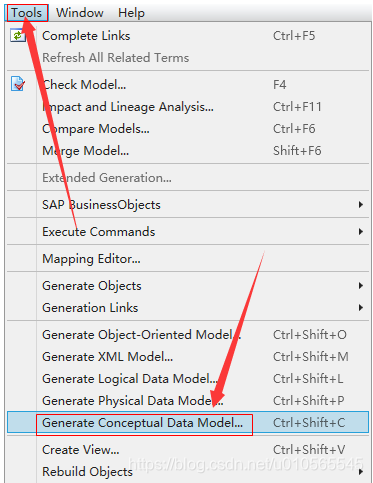 Tools Window Help
Complete Links Ctrl+F5
Refresh All Related Terms
Check Model... F4
Impact and Lineage Analysis... Ctrl+F11
Compare Models... Ctrl+F6
Merge Model... Shift+F6
Extended Generation...
SAP BusinessObjects
Execute Commands
Mapping Editor...
Generate Objects
Generation Links
Generate Object-Oriented Model... Ctrl+Shift+O
Generate XML Model... Ctrl+Shift+M
Generate Logical Data Model... Ctrl+Shift+L
Generate Physical Data Model... Ctrl+Shift+P
Generate Conceptual Data Model... Ctrl+Shift+C
Create View... Ctrl+Shift+V
Rebuild Objects
https://blog.csdn.net/u010565545